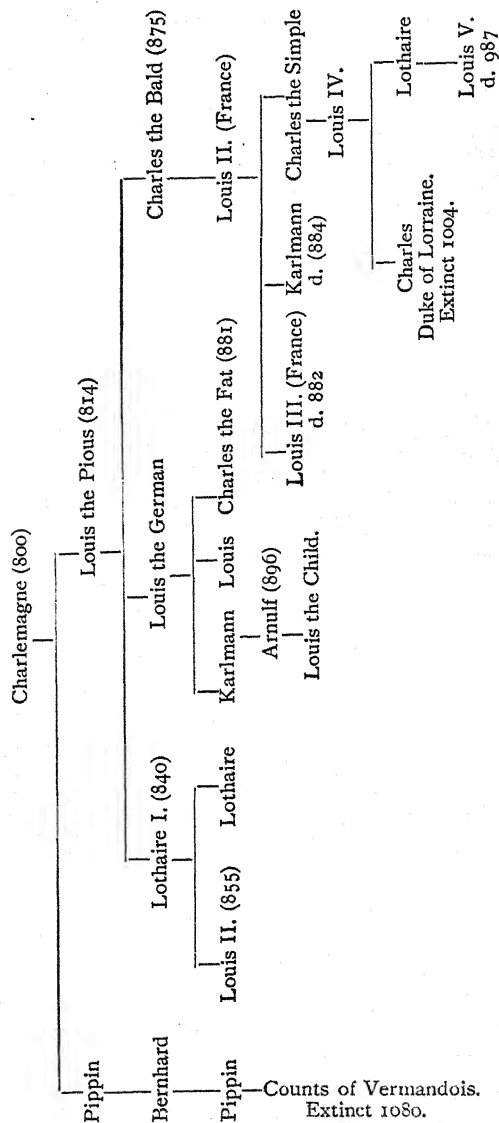 Charlemagne (800)
Pippin
Louis the Pious (814)
Bernhard
Lothaire I. (840)
Louis the German
Charles the Bald (875)
Pippin
Louis II. (855)
Lothaire
Karlmann
Louis
Charles the Fat (881)
Louis II. (France)
Counts of Vermandois.
Extinct 1080.
Arnulf (896)
Louis III. (France)
d. 882
Karlmann
d. (884)
Charles the Simple
Louis the Child.
Louis IV.
Charles
Duke of Lorraine.
Extinct 1004.
Lothaire
Louis V.
d. 987